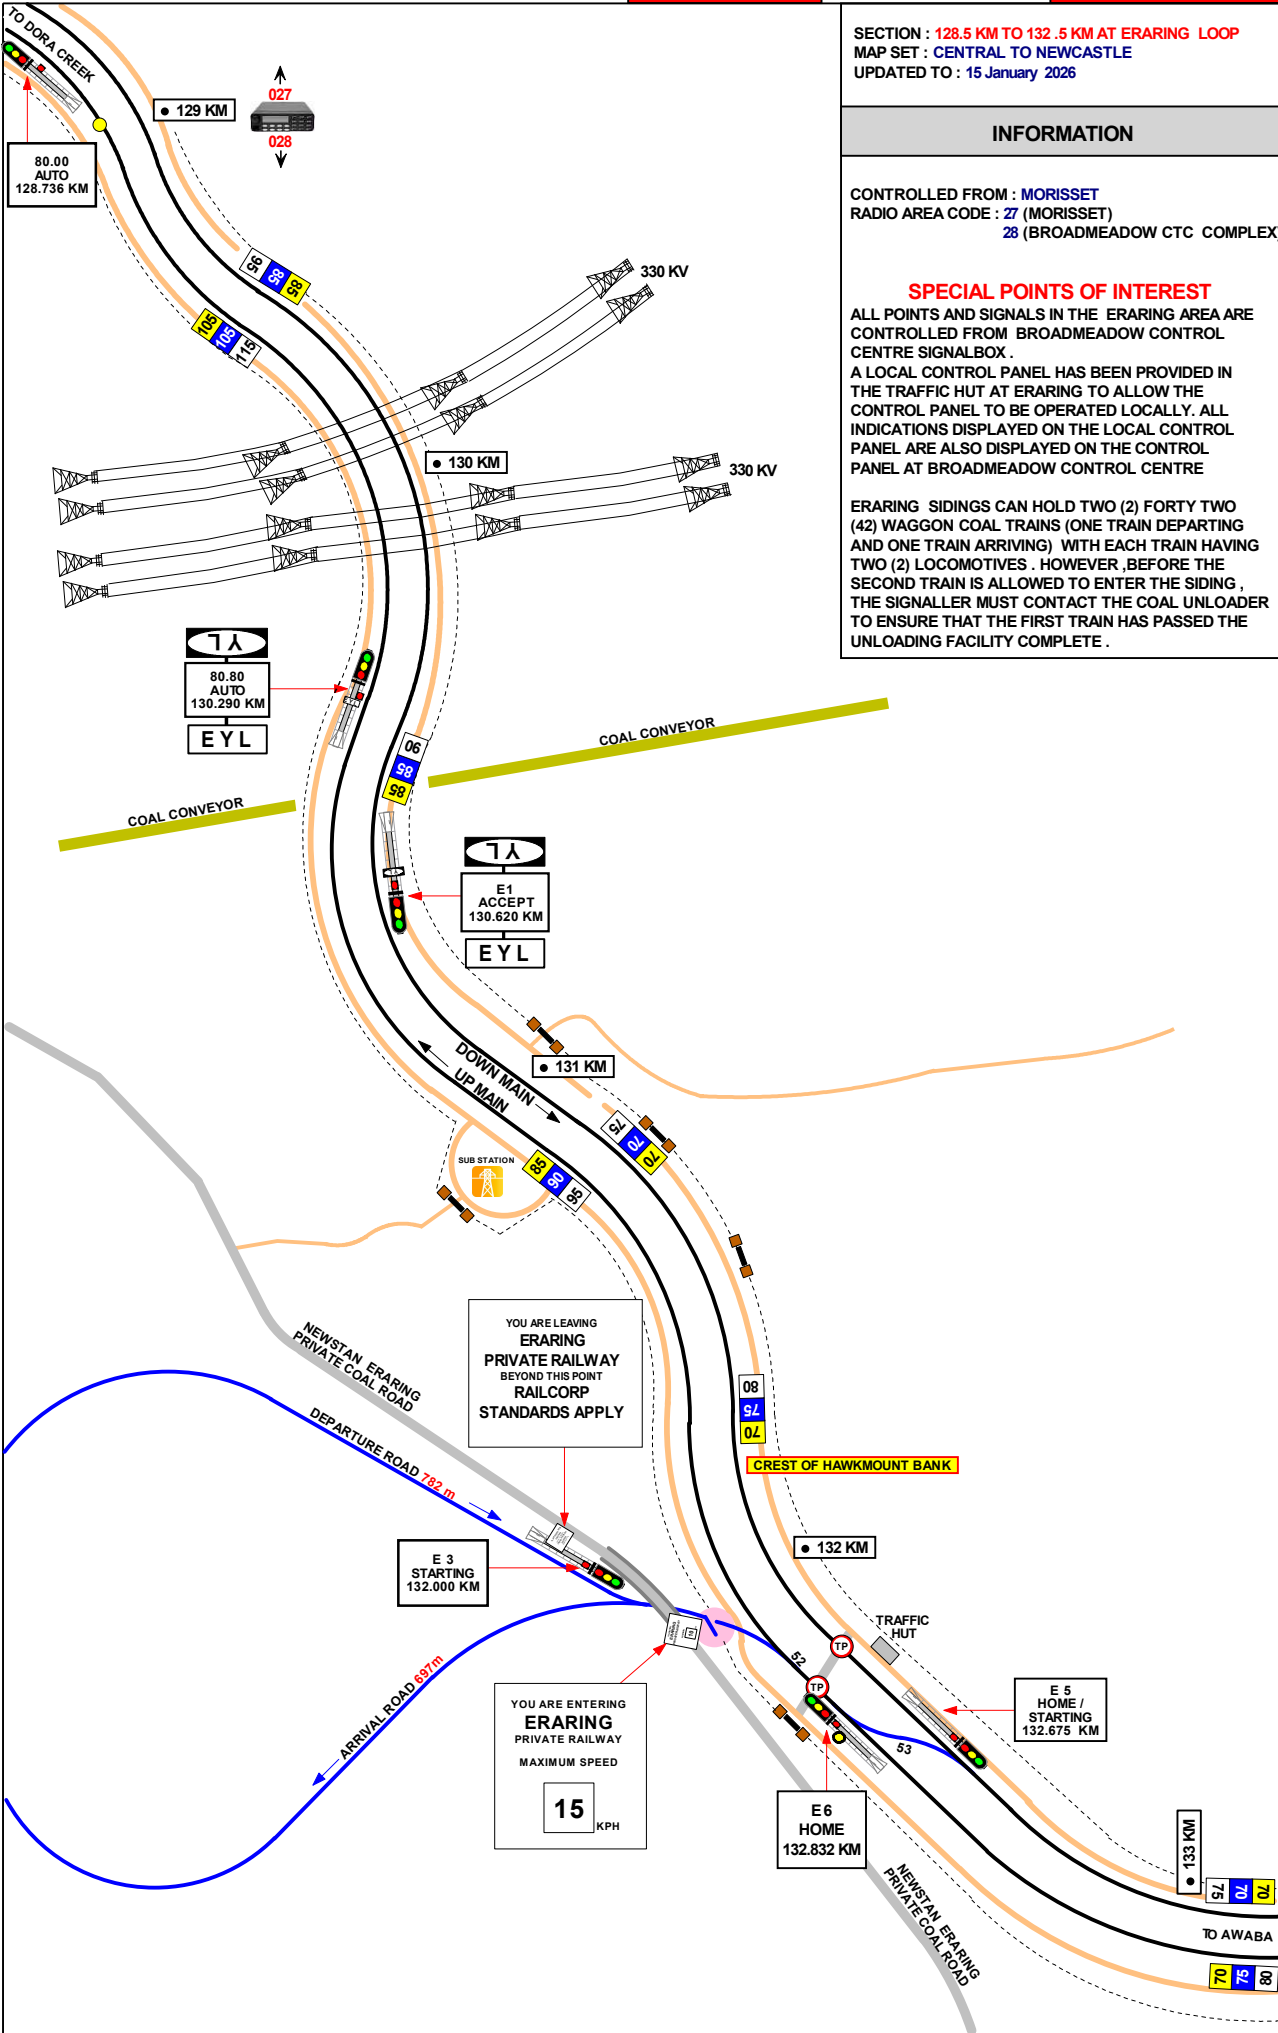 SECTION : 128.5 KM TO 132 .5 KM AT ERARING LOOP
MAP SET : CENTRAL TO NEWCASTLE
UPDATED TO : 15 January 2026
INFORMATION
CONTROLLED FROM : MORISSET
RADIO AREA CODE : 27 (MORISSET)
28 (BROADMEADOW CTC COMPLEX)
SPECIAL POINTS OF INTEREST
ALL POINTS AND SIGNALS IN THE ERARING AREA ARE
CONTROLLED FROM BROADMEADOW CONTROL
CENTRE SIGNALBOX .
A LOCAL CONTROL PANEL HAS BEEN PROVIDED IN
THE TRAFFIC HUT AT ERARING TO ALLOW THE
CONTROL PANEL TO BE OPERATED LOCALLY. ALL
INDICATIONS DISPLAYED ON THE LOCAL CONTROL
PANEL ARE ALSO DISPLAYED ON THE CONTROL
PANEL AT BROADMEADOW CONTROL CENTRE
ERARING SIDINGS CAN HOLD TWO (2) FORTY TWO
(42) WAGGON COAL TRAINS (ONE TRAIN DEPARTING
AND ONE TRAIN ARRIVING) WITH EACH TRAIN HAVING
TWO (2) LOCOMOTIVES . HOWEVER ,BEFORE THE
SECOND TRAIN IS ALLOWED TO ENTER THE SIDING ,
THE SIGNALLER MUST CONTACT THE COAL UNLOADER
TO ENSURE THAT THE FIRST TRAIN HAS PASSED THE
UNLOADING FACILITY COMPLETE .
TO DORA CREEK
129 KM
027
028
80.00
AUTO
128.736 KM
95 85 85
105 105 115
330 KV
130 KM
330 KV
YL
80.80
AUTO
130.290 KM
EYL
90 85 85
COAL CONVEYOR
COAL CONVEYOR
YL
E1
ACCEPT
130.620 KM
EYL
131 KM
DOWN MAIN
UP MAIN
75 70 70
SUB STATION
85 90 95
YOU ARE LEAVING
ERARING
PRIVATE RAILWAY
BEYOND THIS POINT
RAILCORP
STANDARDS APPLY
NEWSTAN ERARING
PRIVATE COAL ROAD
80 75 70
DEPARTURE ROAD 782 m
CREST OF HAWKMOUNT BANK
132 KM
E 3
STARTING
132.000 KM
TRAFFIC
HUT
TP
52
TP
15
ARRIVAL ROAD 697m
E 5
HOME /
STARTING
132.675 KM
53
YOU ARE ENTERING
ERARING
PRIVATE RAILWAY
MAXIMUM SPEED
15
KPH
E6
HOME
132.832 KM
133 KM
75 70 70
NEWSTAN ERARING
PRIVATE COAL ROAD
TO AWABA
70 75 80